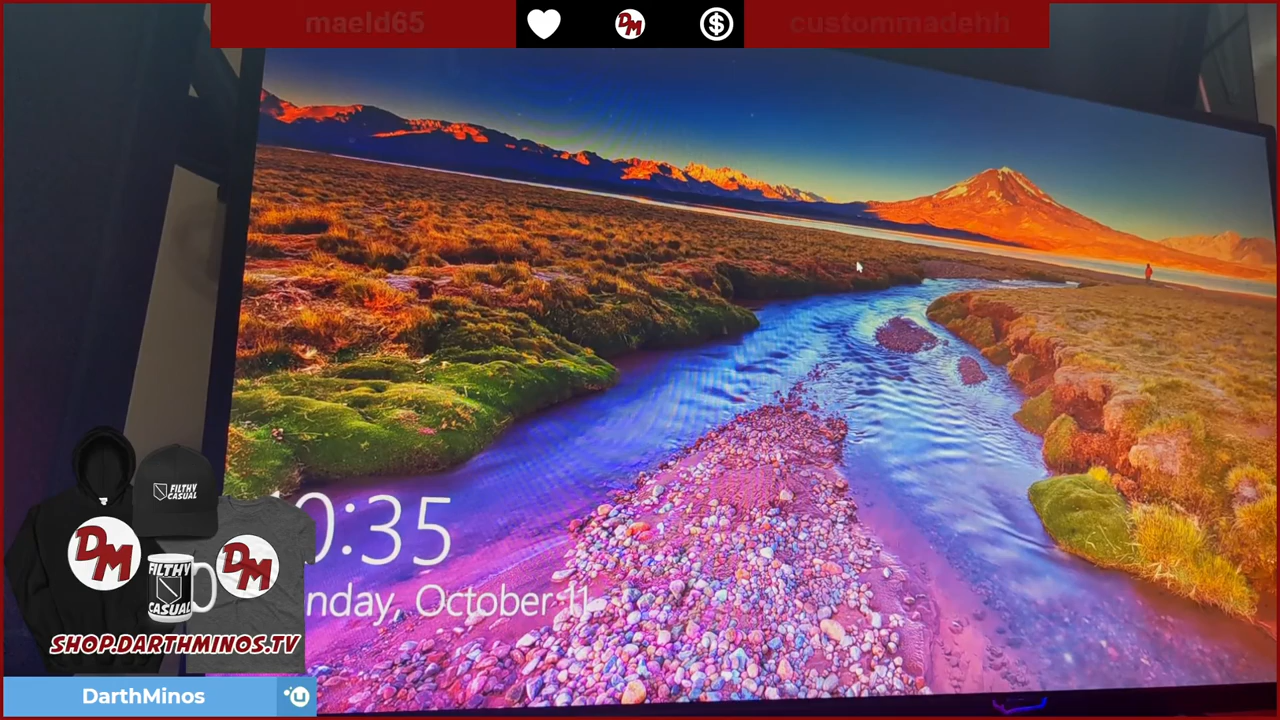 maeld65
DM
$
custommadehh
0:35
nday, October 11
FILTHY
CASUAL
DM
DM
FILTHY
CASUAL
SHOP.DARTHMINOS.TV
DarthMinos